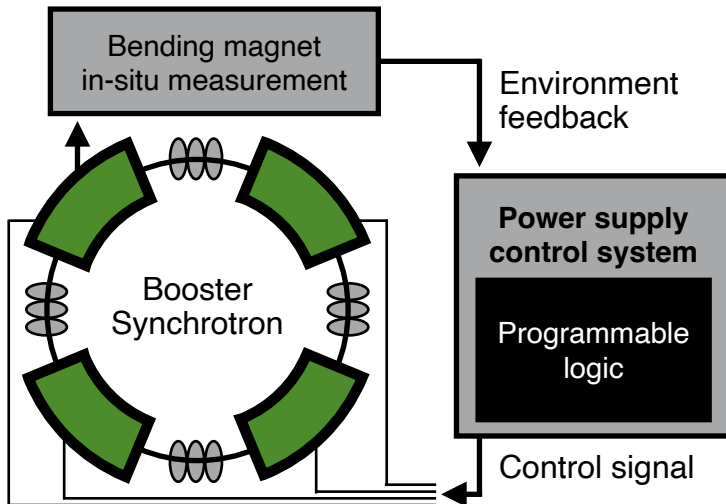 Bending magnet
in-situ measurement
Environment
feedback
Power supply
control system
Programmable
logic
Booster
Synchrotron
Control signal